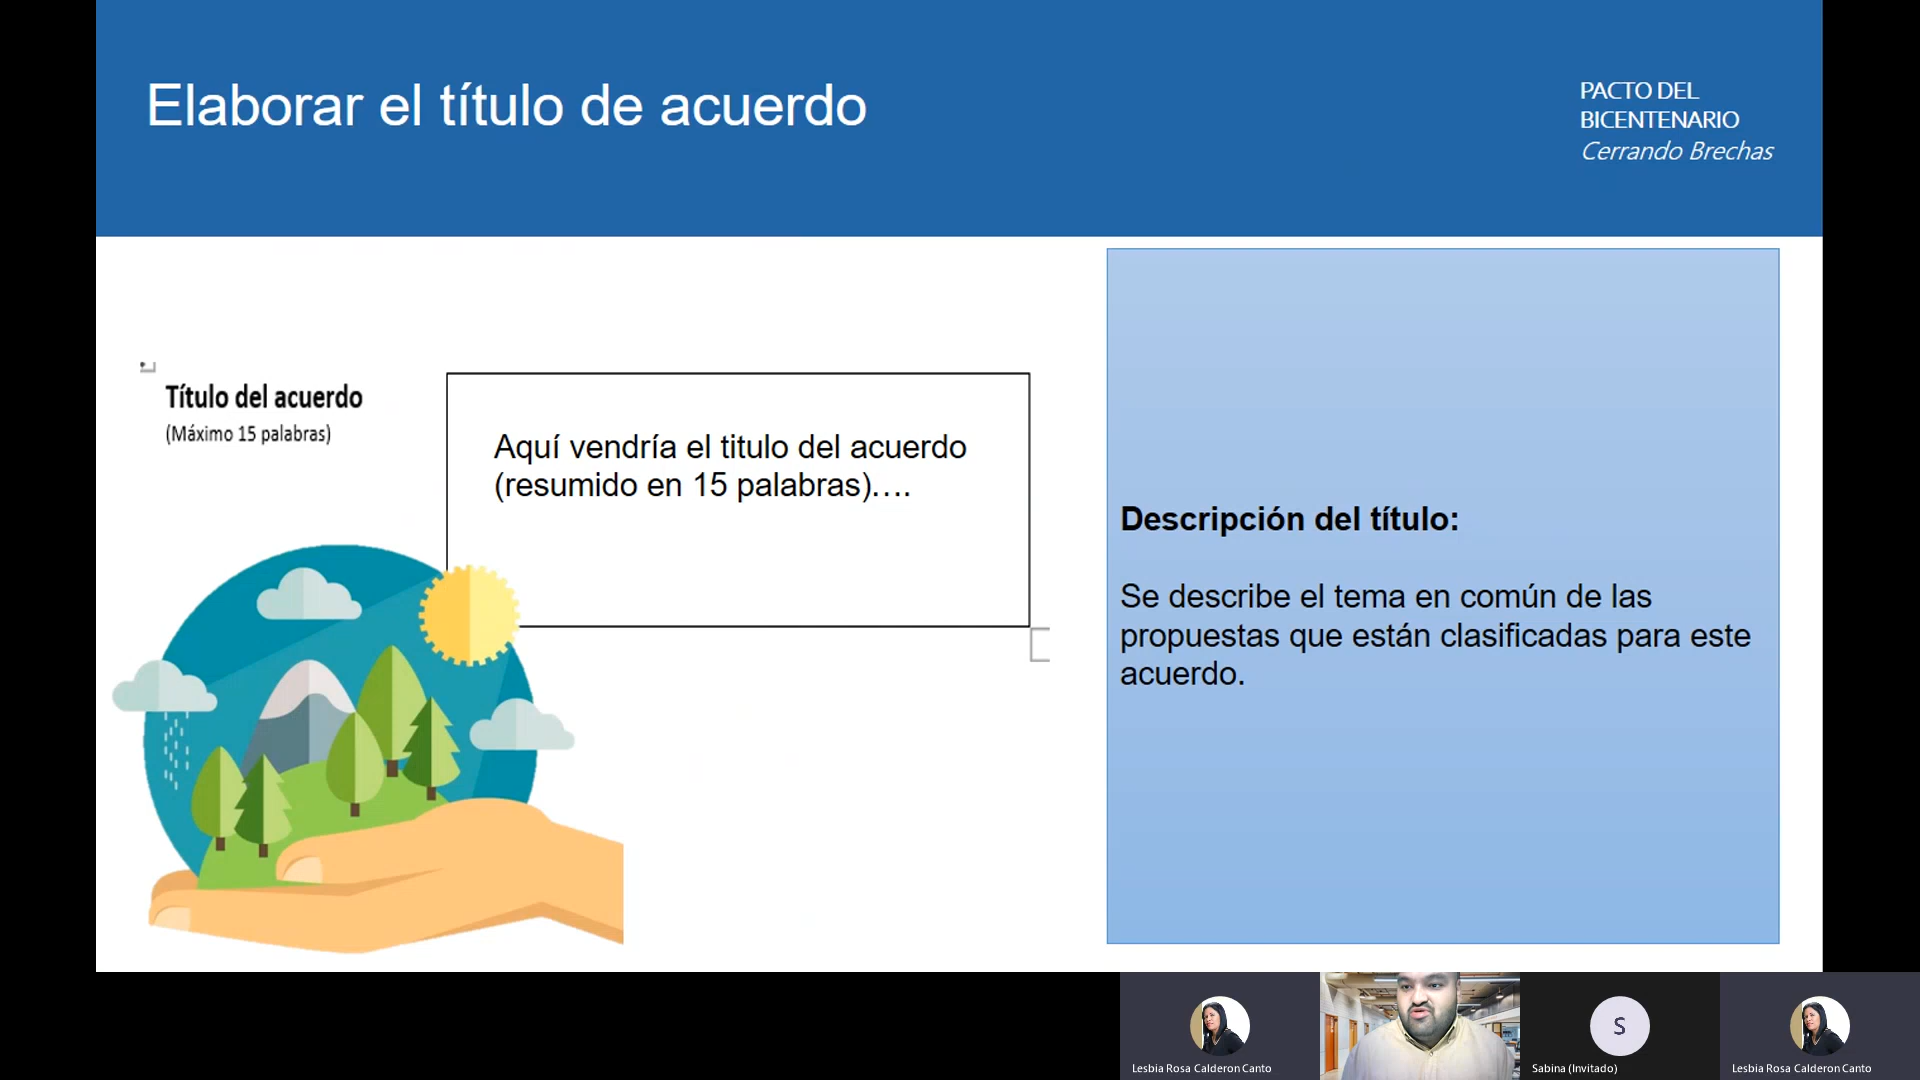 Elaborar el título de acuerdo
PACTO DEL
BICENTENARIO
Cerrando Brechas
Título del acuerdo
(Máximo 15 palabras)
Aquí vendría el titulo del acuerdo
(resumido en 15 palabras)….
Descripción del título:
Se describe el tema en común de las
propuestas que están clasificadas para este
acuerdo.
S
Lesbia Rosa Calderon Canto
Sabina (Invitado)
Lesbia Rosa Calderon Canto